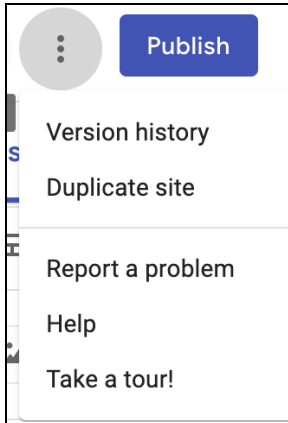 Publish
Version history
Duplicate site
Report a problem
Help
Take a tour!